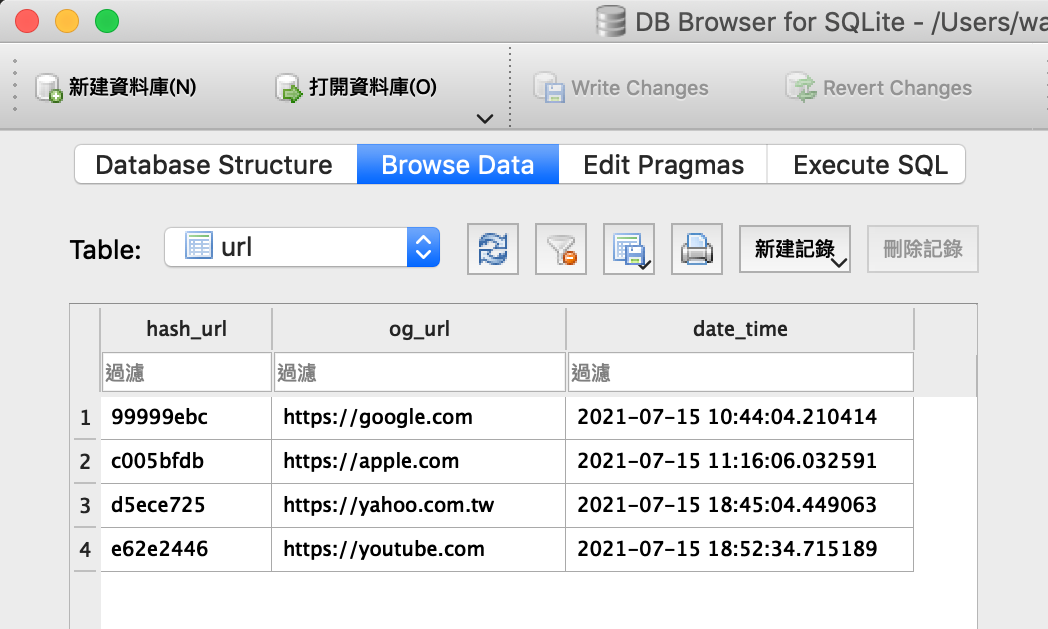 DB Browser for SQLite - /Users/wa
新建資料庫(N) 打開資料庫(O) Write Changes Revert Changes
Database Structure Browse Data Edit Pragmas Execute SQL
Table: url 新建記錄 刪除記錄
hash_url og_url date_time
過濾 過濾 過濾
1 99999ebc https://google.com 2021-07-15 10:44:04.210414
2 c005bfdb https://apple.com 2021-07-15 11:16:06.032591
3 d5ece725 https://yahoo.com.tw 2021-07-15 18:45:04.449063
4 e62e2446 https://youtube.com 2021-07-15 18:52:34.715189